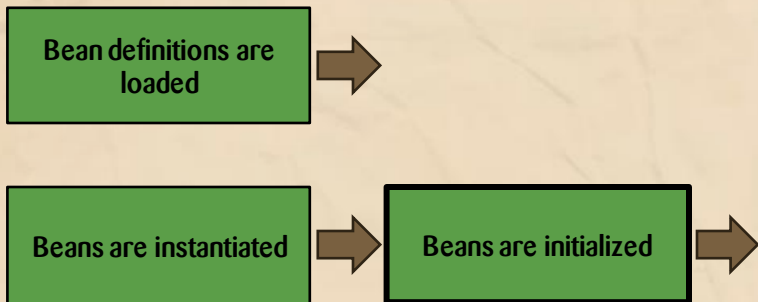 Bean definitions are
loaded
Beans are instantiated
Beans are initialized